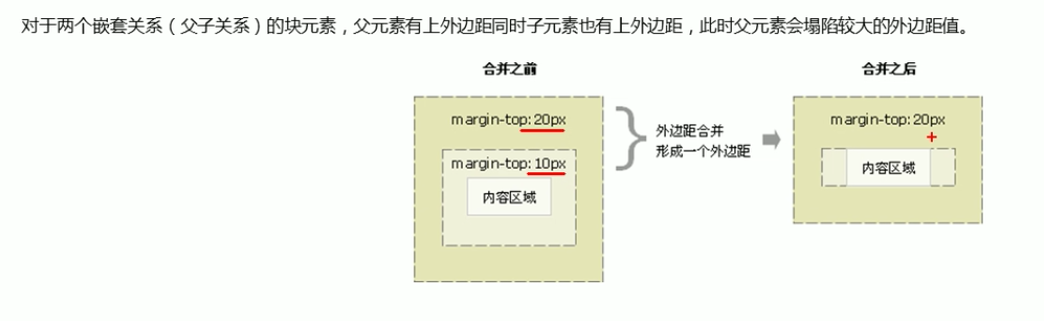 对于两个嵌套关系（父子关系）的块元素，父元素有上外边距同时子元素也有上外边距，此时父元素会塌陷较大的外边距值。
合并之前
margin-top: 20px
margin-top: 10px
内容区域
外边距合并
形成一个外边距
合并之后
margin-top: 20px
内容区域